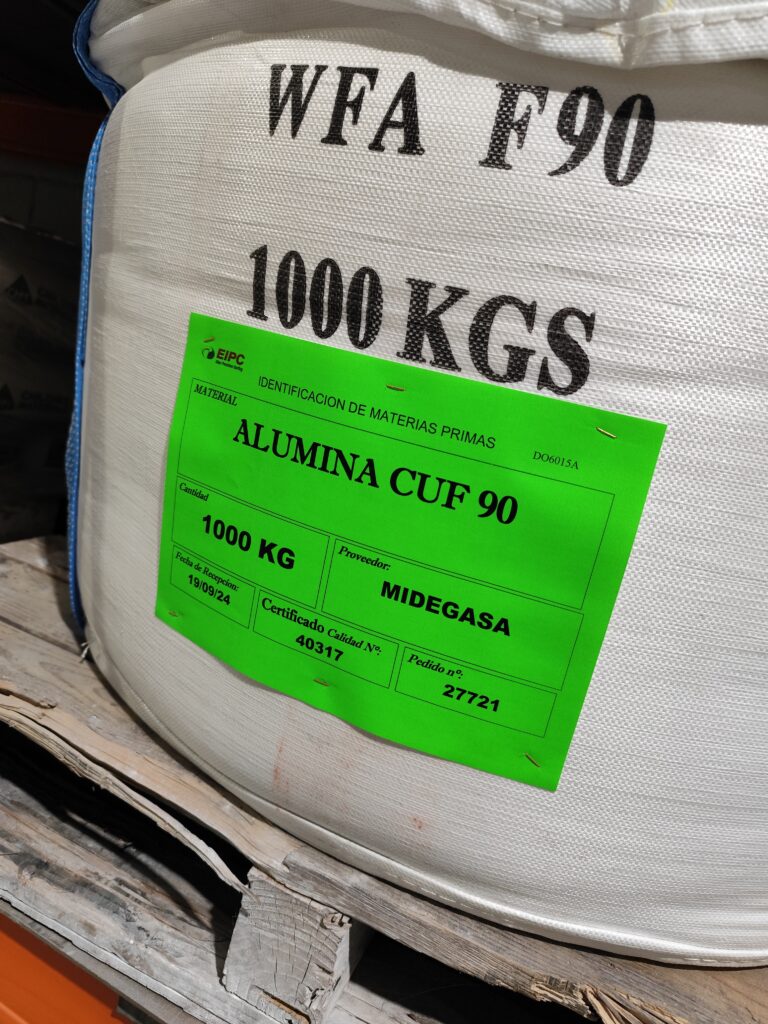 WFA F90
1000 KGS
EIPC
IDENTIFICACION DE MATERIAS PRIMAS
DO6015A
MATERIAL
ALUMINA CUF 90
Cantidad
1000 KG
Proveedor:
MIDEGASA
Fecha de Recepcion:
19/09/24
Certificado Calidad Nº:
40317
Pedido nº:
27721